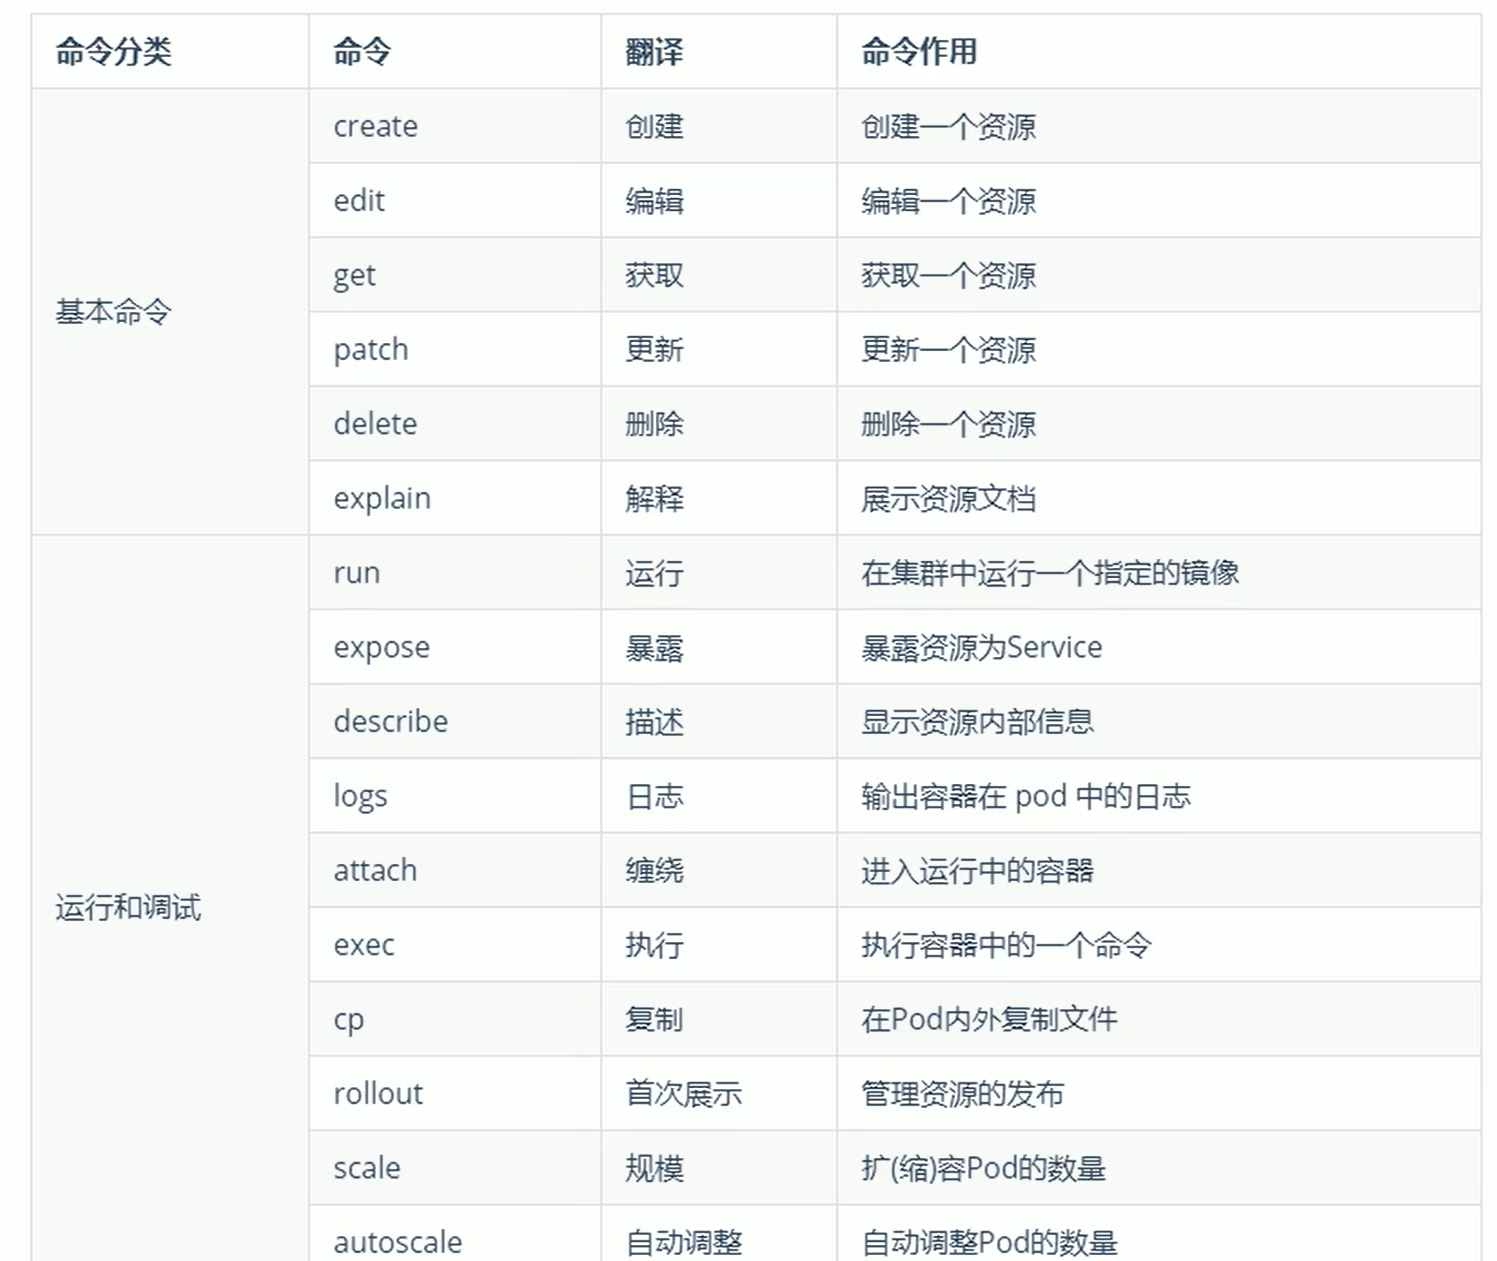 命令分类 命令 翻译 命令作用
create 创建 创建一个资源
edit 编辑 编辑一个资源
get 获取 获取一个资源
基本命令
patch 更新 更新一个资源
delete 删除 删除一个资源
explain 解释 展示资源文档
run 运行 在集群中运行一个指定的镜像
expose 暴露 暴露资源为Service
describe 描述 显示资源内部信息
logs 日志 输出容器在 pod 中的日志
attach 缠绕 进入运行中的容器
运行和调试
exec 执行 执行容器中的一个命令
cp 复制 在Pod内外复制文件
rollout 首次展示 管理资源的发布
scale 规模 扩(缩)容Pod的数量
autoscale 自动调整 自动调整Pod的数量